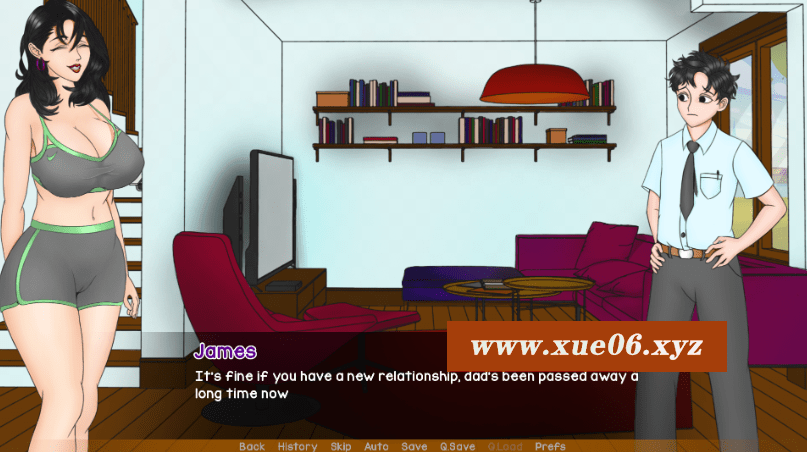 James
www.xue06.xyz
It's fine if you have a new relationship, dad's been passed away a
long time now
Back History Skip Auto Save Q.Save Q.Load Prefs